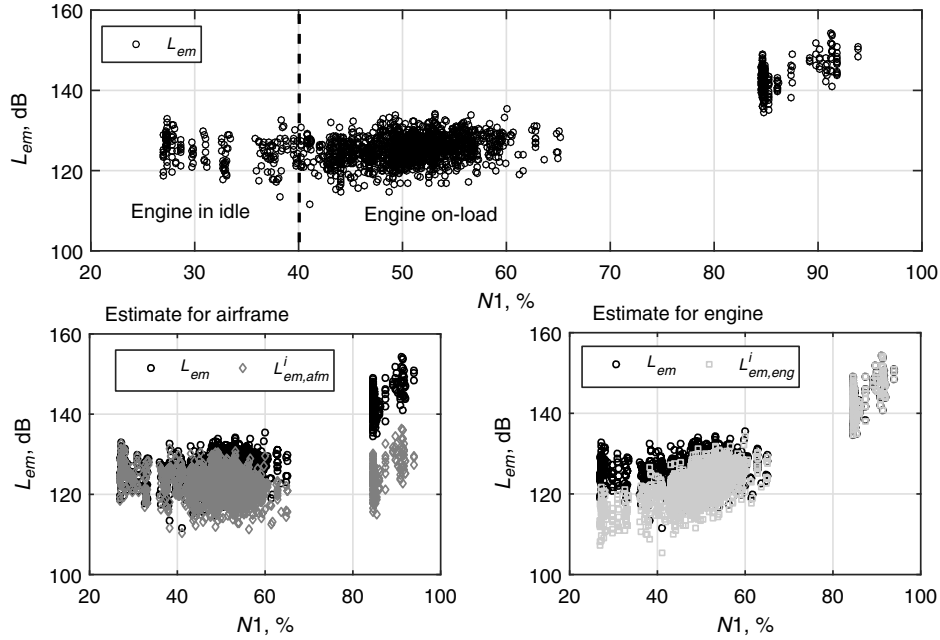 160
140
120
100
L_em, dB
L_em
Engine in idle
Engine on-load
20 30 40 50 60 70 80 90 100
N1, %
Estimate for airframe
160
140
120
100
L_em, dB
L_em L^i_em,afm
20 40 60 80 100
N1, %
Estimate for engine
160
140
120
100
L_em, dB
L_em L^i_em,eng
20 40 60 80 100
N1, %